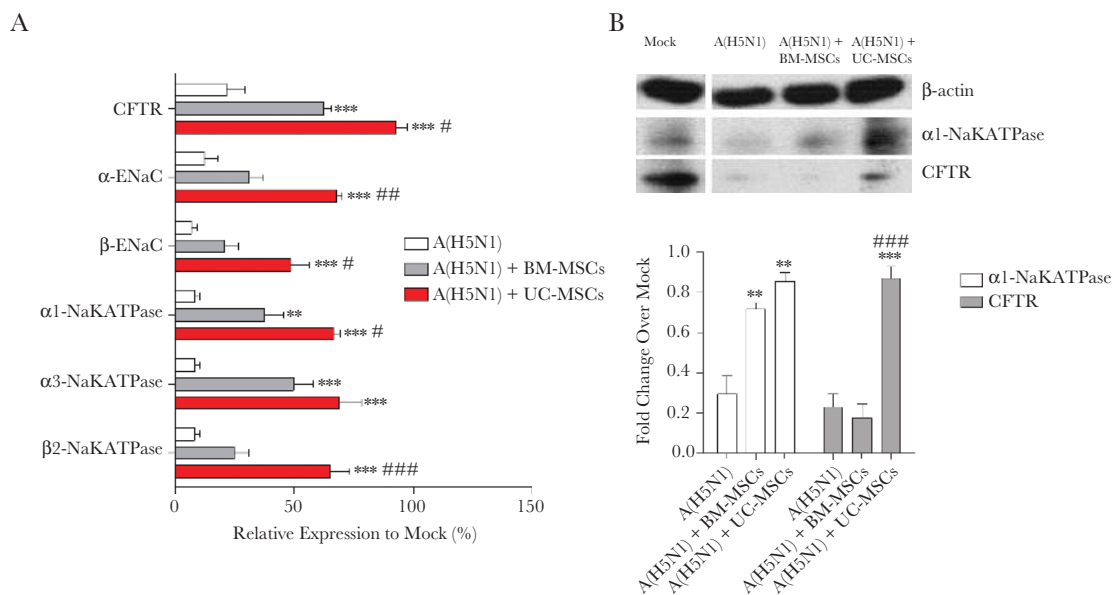 A
CFTR
*** 
*** #
α-ENaC
*** ##
β-ENaC
*** #
α1-NaKATPase
**
*** #
α3-NaKATPase
***
***
β2-NaKATPase
*** ###
A(H5N1)
A(H5N1) + BM-MSCs
A(H5N1) + UC-MSCs
0 50 100 150
Relative Expression to Mock (%)
B
Mock A(H5N1) A(H5N1) + BM-MSCs A(H5N1) + UC-MSCs
β-actin
α1-NaKATPase
CFTR
Fold Change Over Mock
1.0
0.8
0.6
0.4
0.2
0.0
**
**
###
***
α1-NaKATPase
CFTR
A(H5N1)
A(H5N1) + BM-MSCs
A(H5N1) + UC-MSCs
A(H5N1)
A(H5N1) + BM-MSCs
A(H5N1) + UC-MSCs